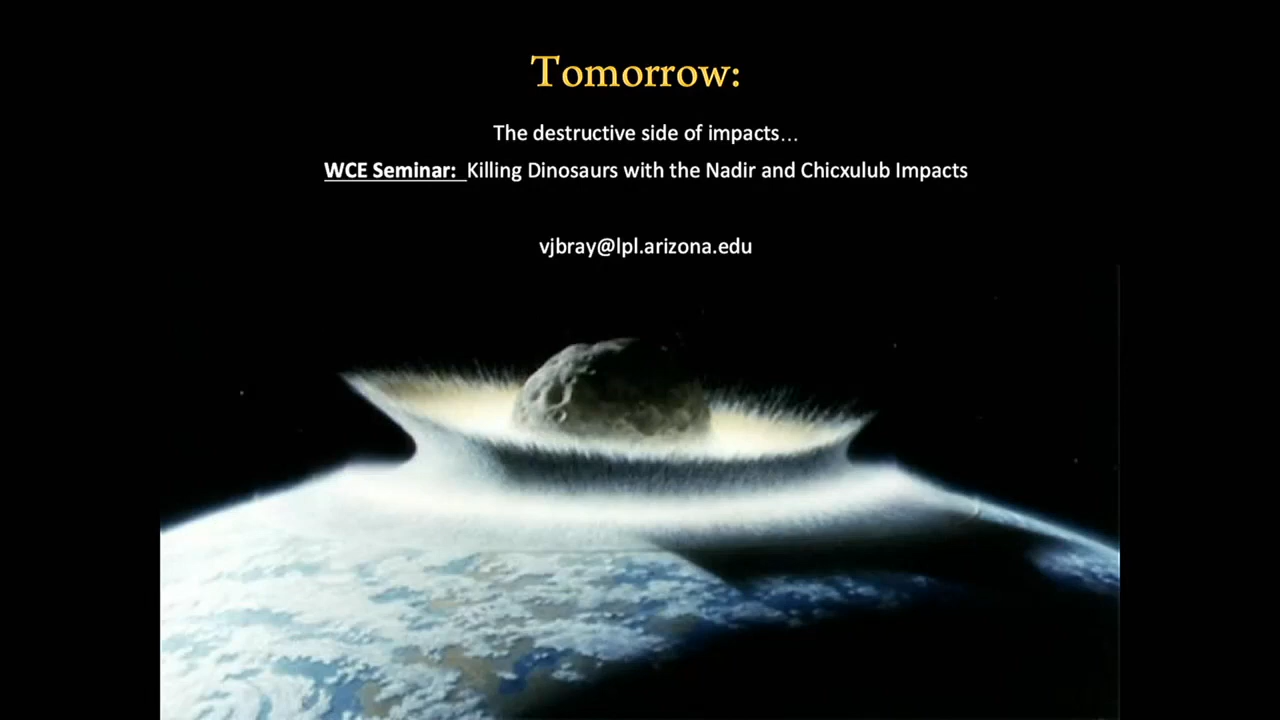 Tomorrow:
The destructive side of impacts...
WCE Seminar: Killing Dinosaurs with the Nadir and Chicxulub Impacts
vjbray@lpl.arizona.edu